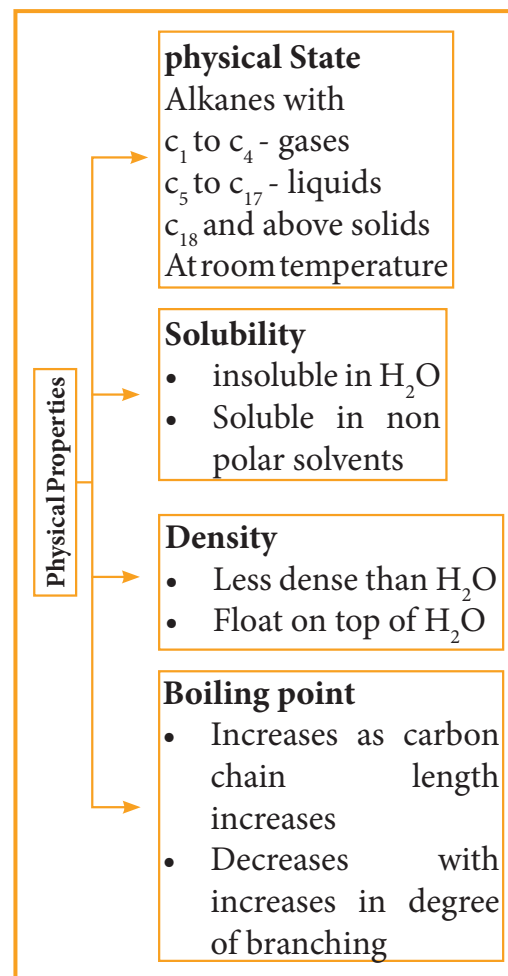 physical State
Alkanes with
c₁ to c₄ - gases
c₅ to c₁₇ - liquids
c₁₈ and above solids
At room temperature
Physical Properties
Solubility
• insoluble in H₂O
• Soluble in non
polar solvents
Density
• Less dense than H₂O
• Float on top of H₂O
Boiling point
• Increases as carbon
chain length
increases
• Decreases with
increases in degree
of branching